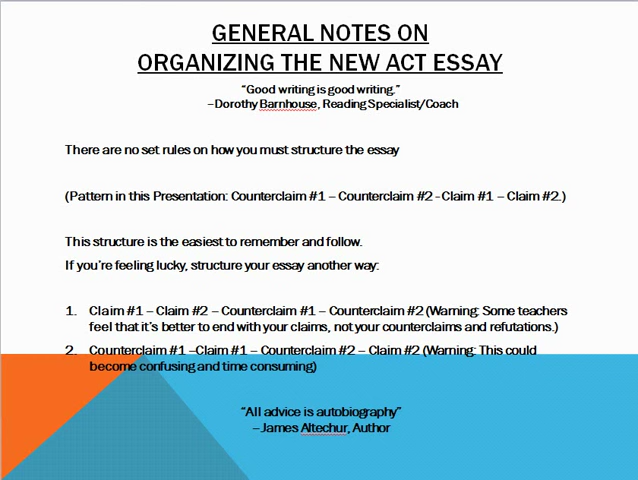 GENERAL NOTES ON
ORGANIZING THE NEW ACT ESSAY
“Good writing is good writing.”
–Dorothy Barnhouse, Reading Specialist/Coach
There are no set rules on how you must structure the essay
(Pattern in this Presentation: Counterclaim #1 – Counterclaim #2 - Claim #1 – Claim #2.)
This structure is the easiest to remember and follow.
If you’re feeling lucky, structure your essay another way:
1. Claim #1 – Claim #2 – Counterclaim #1 – Counterclaim #2 (Warning: Some teachers
feel that it’s better to end with your claims, not your counterclaims and refutations.)
2. Counterclaim #1 –Claim #1 – Counterclaim #2 – Claim #2 (Warning: This could
become confusing and time consuming)
“All advice is autobiography”
–James Altechur, Author